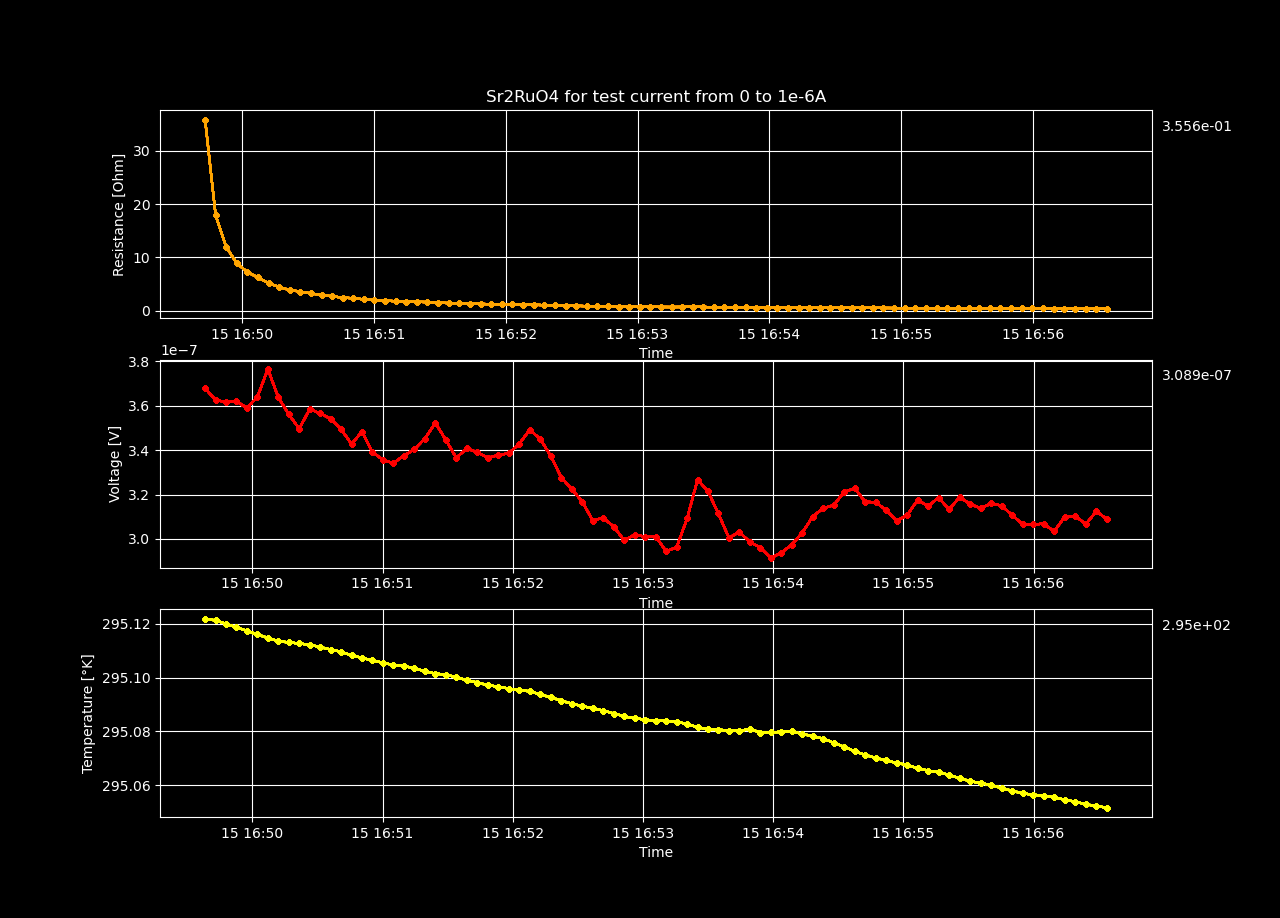 Sr2RuO4 for test current from 0 to 1e-6A
3.556e-01
Resistance [Ohm]
30
20
10
0
15 16:50 15 16:51 15 16:52 15 16:53 15 16:54 15 16:55 15 16:56
Time
1e−7
3.089e-07
Voltage [V]
3.8
3.6
3.4
3.2
3.0
15 16:50 15 16:51 15 16:52 15 16:53 15 16:54 15 16:55 15 16:56
Time
2.95e+02
Temperature [°K]
295.12
295.10
295.08
295.06
15 16:50 15 16:51 15 16:52 15 16:53 15 16:54 15 16:55 15 16:56
Time